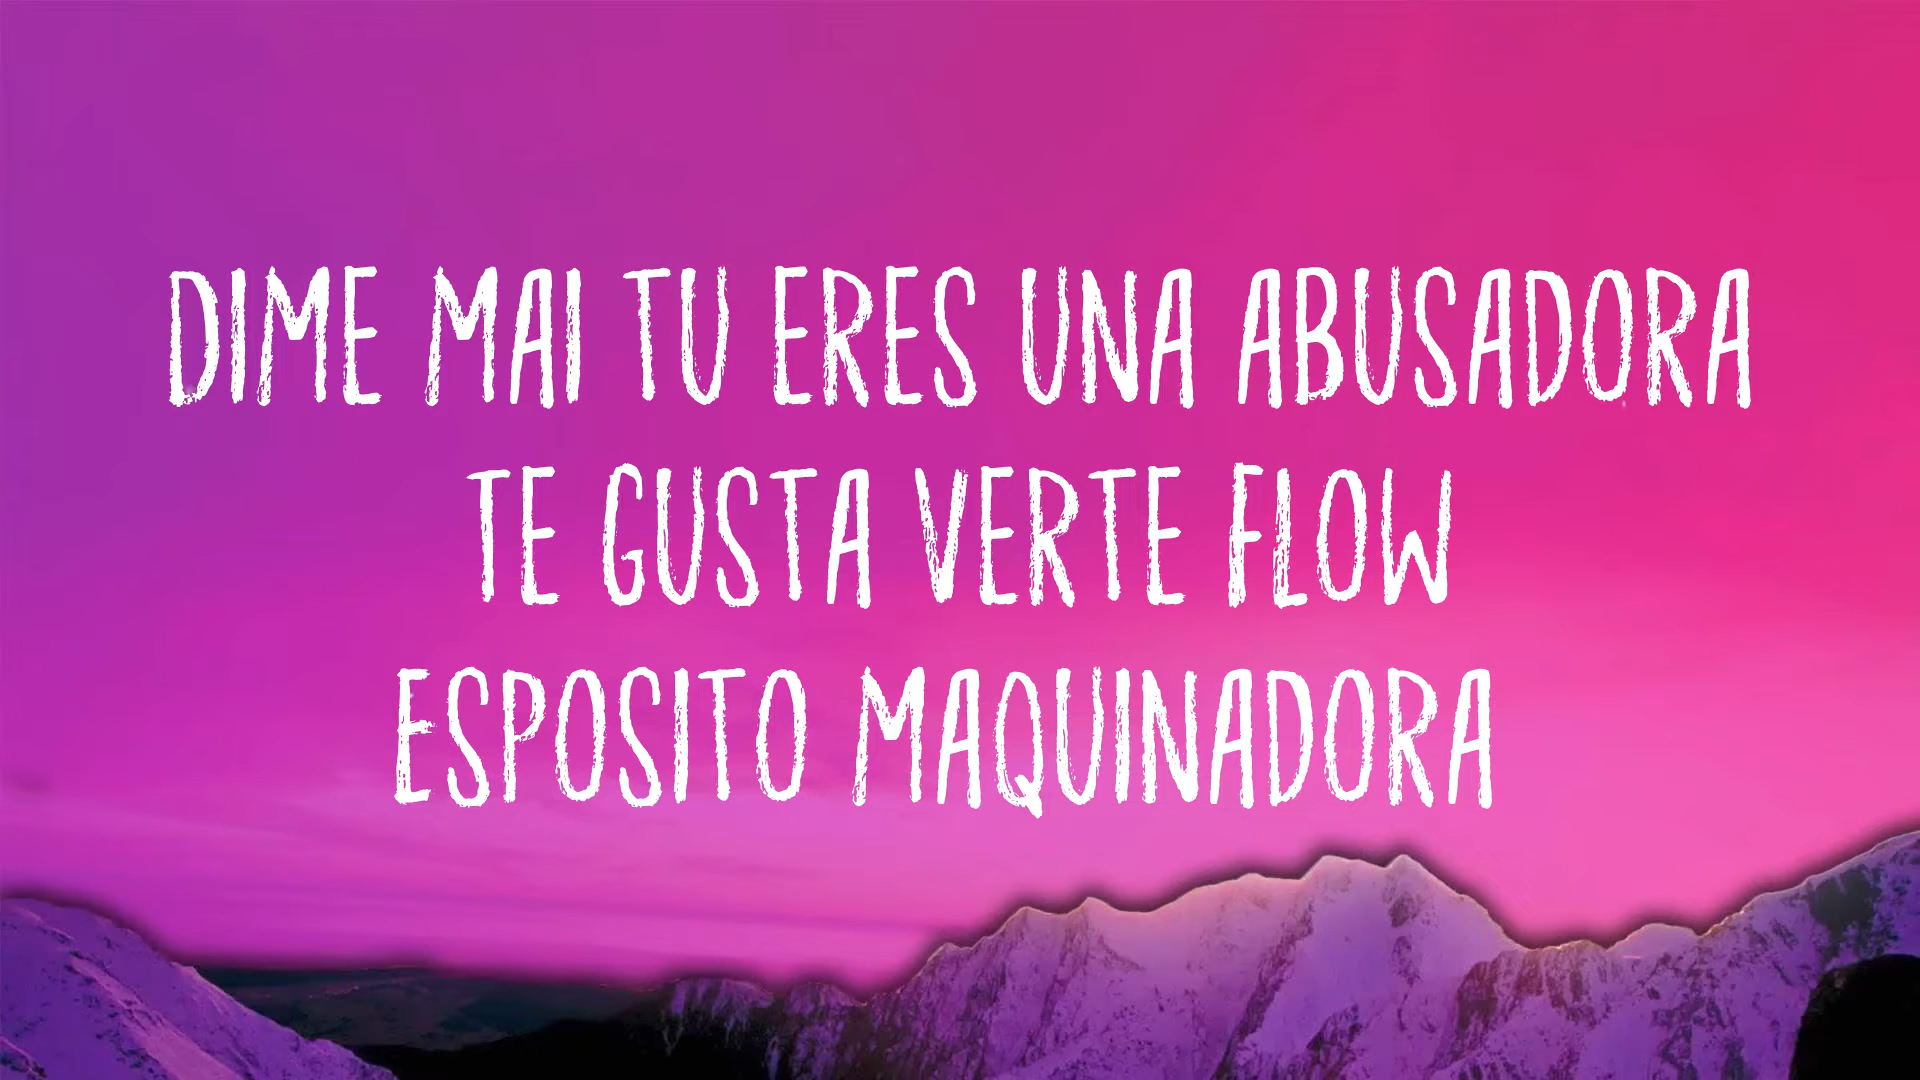 DIME MAI TU ERES UNA ABUSADORA
TE GUSTA VERTE FLOW
ESPOSITO MAQUINADORA